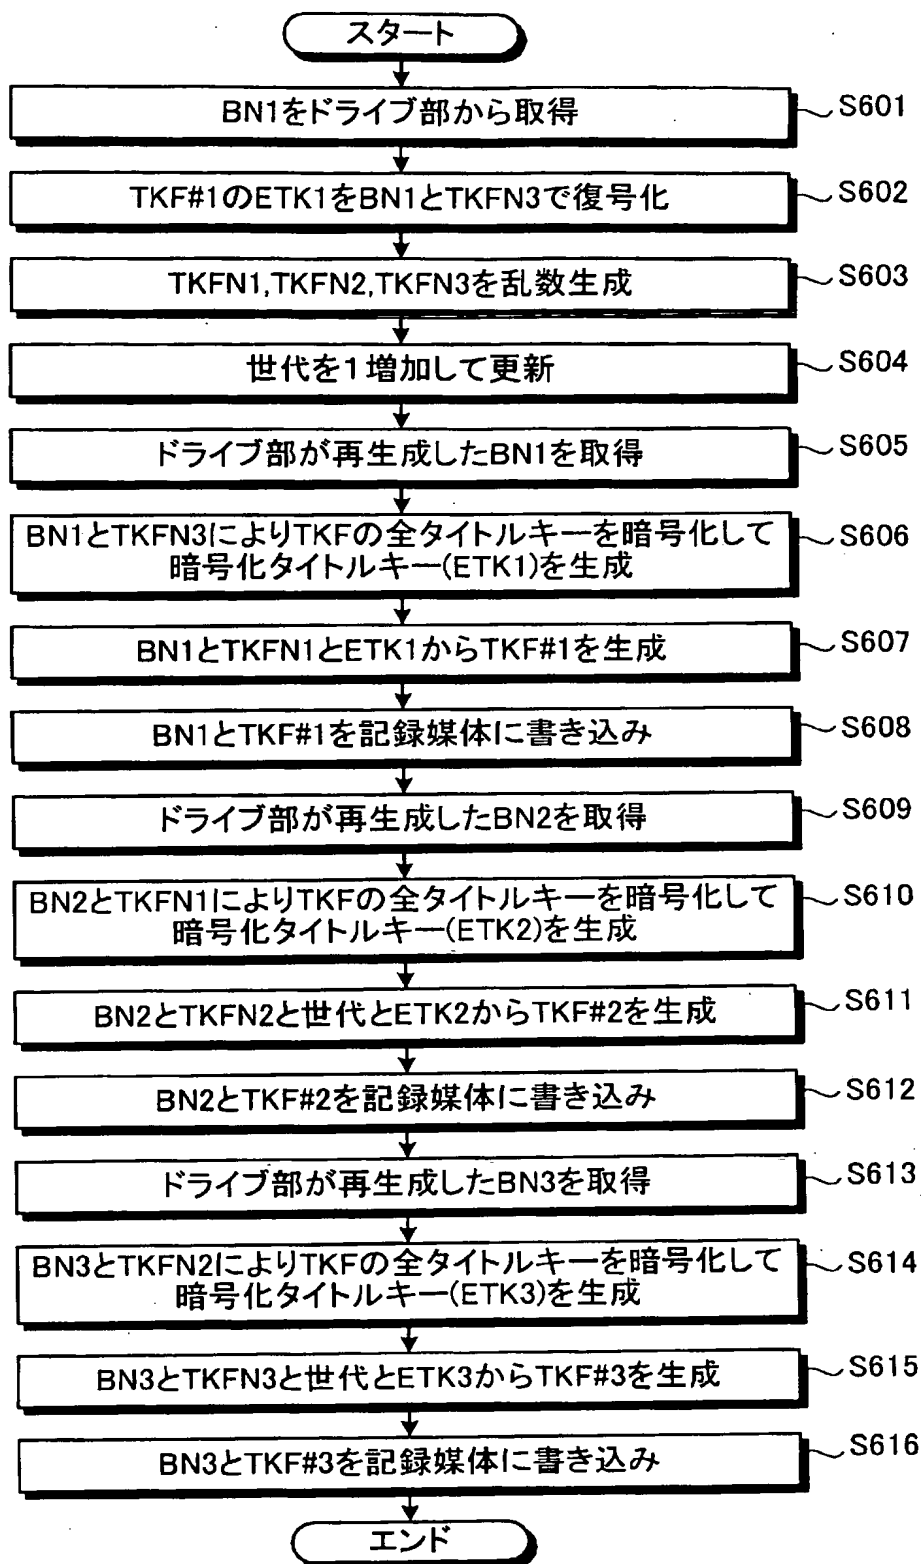 スタート
BN1をドライブ部から取得
S601
TKF#1のETK1をBN1とTKFN3で復号化
S602
TKFN1,TKFN2,TKFN3を乱数生成
S603
世代を1増加して更新
S604
ドライブ部が再生成したBN1を取得
S605
BN1とTKFN3によりTKFの全タイトルキーを暗号化して
暗号化タイトルキー(ETK1)を生成
S606
BN1とTKFN1とETK1からTKF#1を生成
S607
BN1とTKF#1を記録媒体に書き込み
S608
ドライブ部が再生成したBN2を取得
S609
BN2とTKFN1によりTKFの全タイトルキーを暗号化して
暗号化タイトルキー(ETK2)を生成
S610
BN2とTKFN2と世代とETK2からTKF#2を生成
S611
BN2とTKF#2を記録媒体に書き込み
S612
ドライブ部が再生成したBN3を取得
S613
BN3とTKFN2によりTKFの全タイトルキーを暗号化して
暗号化タイトルキー(ETK3)を生成
S614
BN3とTKFN3と世代とETK3からTKF#3を生成
S615
BN3とTKF#3を記録媒体に書き込み
S616
エンド